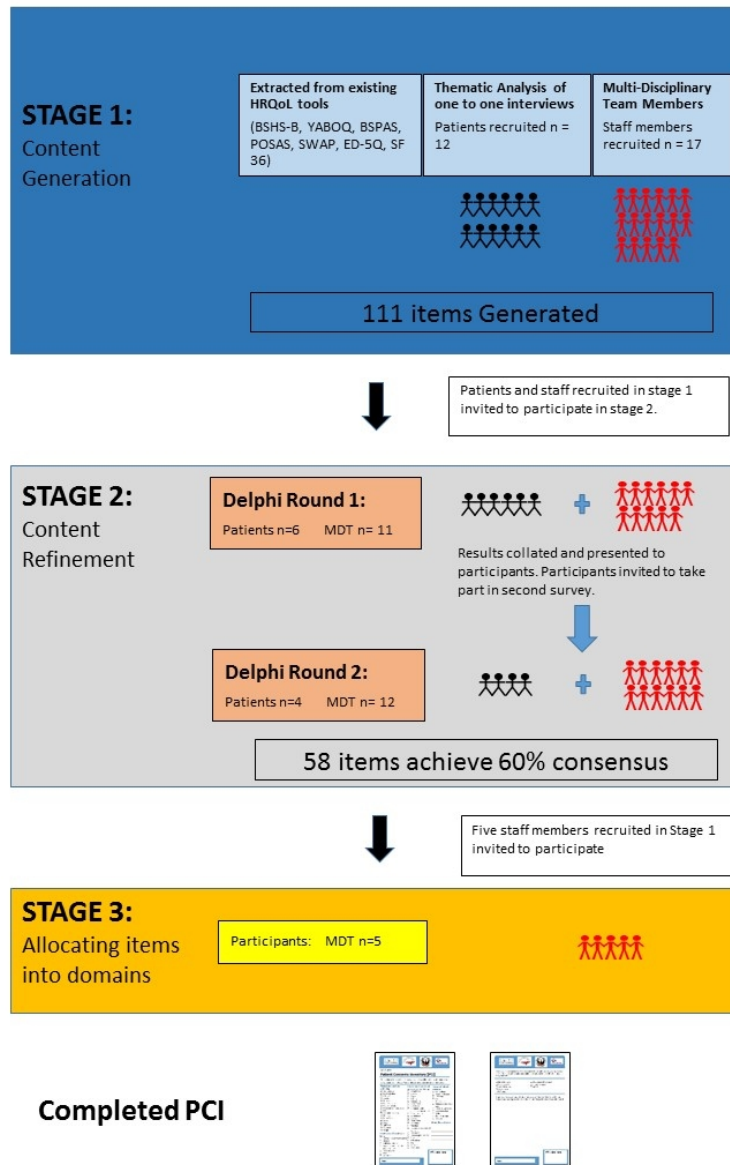 STAGE 1:
Content
Generation
Extracted from existing
HRQoL tools
(BSHS-B, YABOQ, BSPAS,
POSAS, SWAP, ED-5Q, SF
36)
Thematic Analysis of
one to one interviews
Patients recruited n =
12
Multi-Disciplinary
Team Members
Staff members
recruited n = 17
111 items Generated
Patients and staff recruited in stage 1
invited to participate in stage 2.
STAGE 2:
Content
Refinement
Delphi Round 1:
Patients n=6 MDT n= 11
Results collated and presented to
participants. Participants invited to take
part in second survey.
Delphi Round 2:
Patients n=4 MDT n= 12
58 items achieve 60% consensus
Five staff members recruited in Stage 1
invited to participate
STAGE 3:
Allocating items
into domains
Participants: MDT n=5
Completed PCI